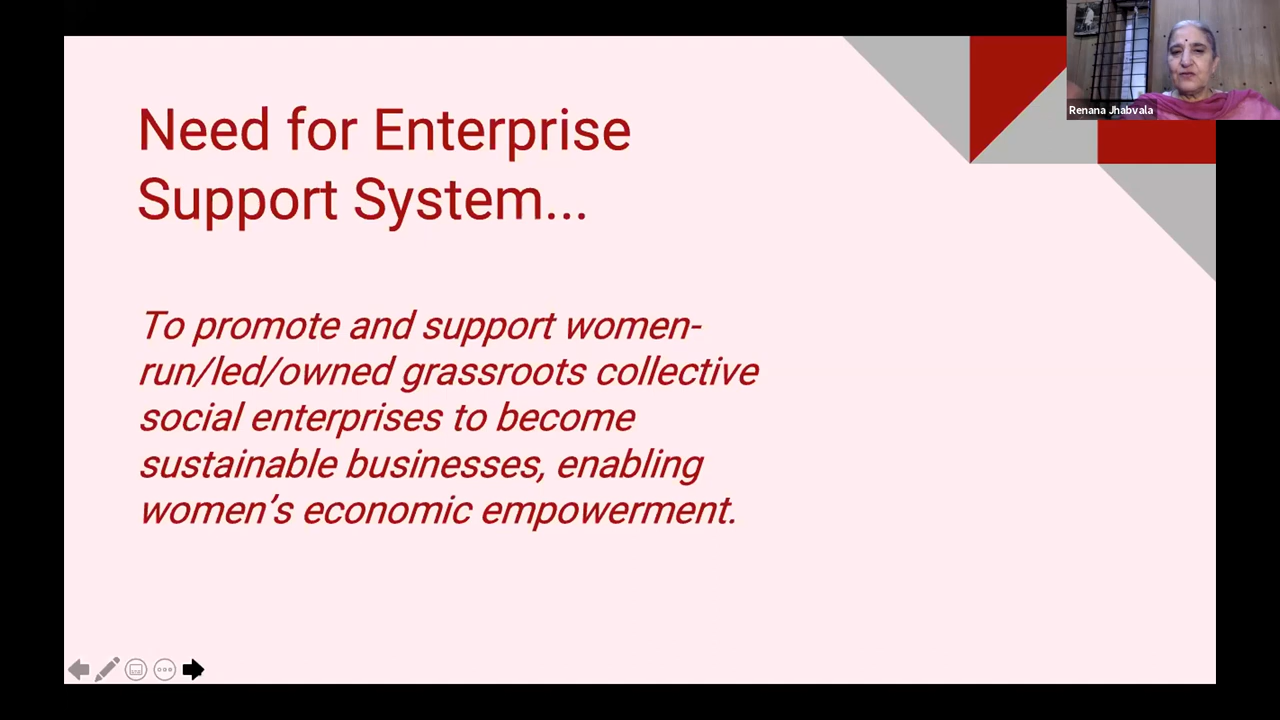 Need for Enterprise
Support System...
To promote and support women-
run/led/owned grassroots collective
social enterprises to become
sustainable businesses, enabling
women’s economic empowerment.
Renana Jhabvala